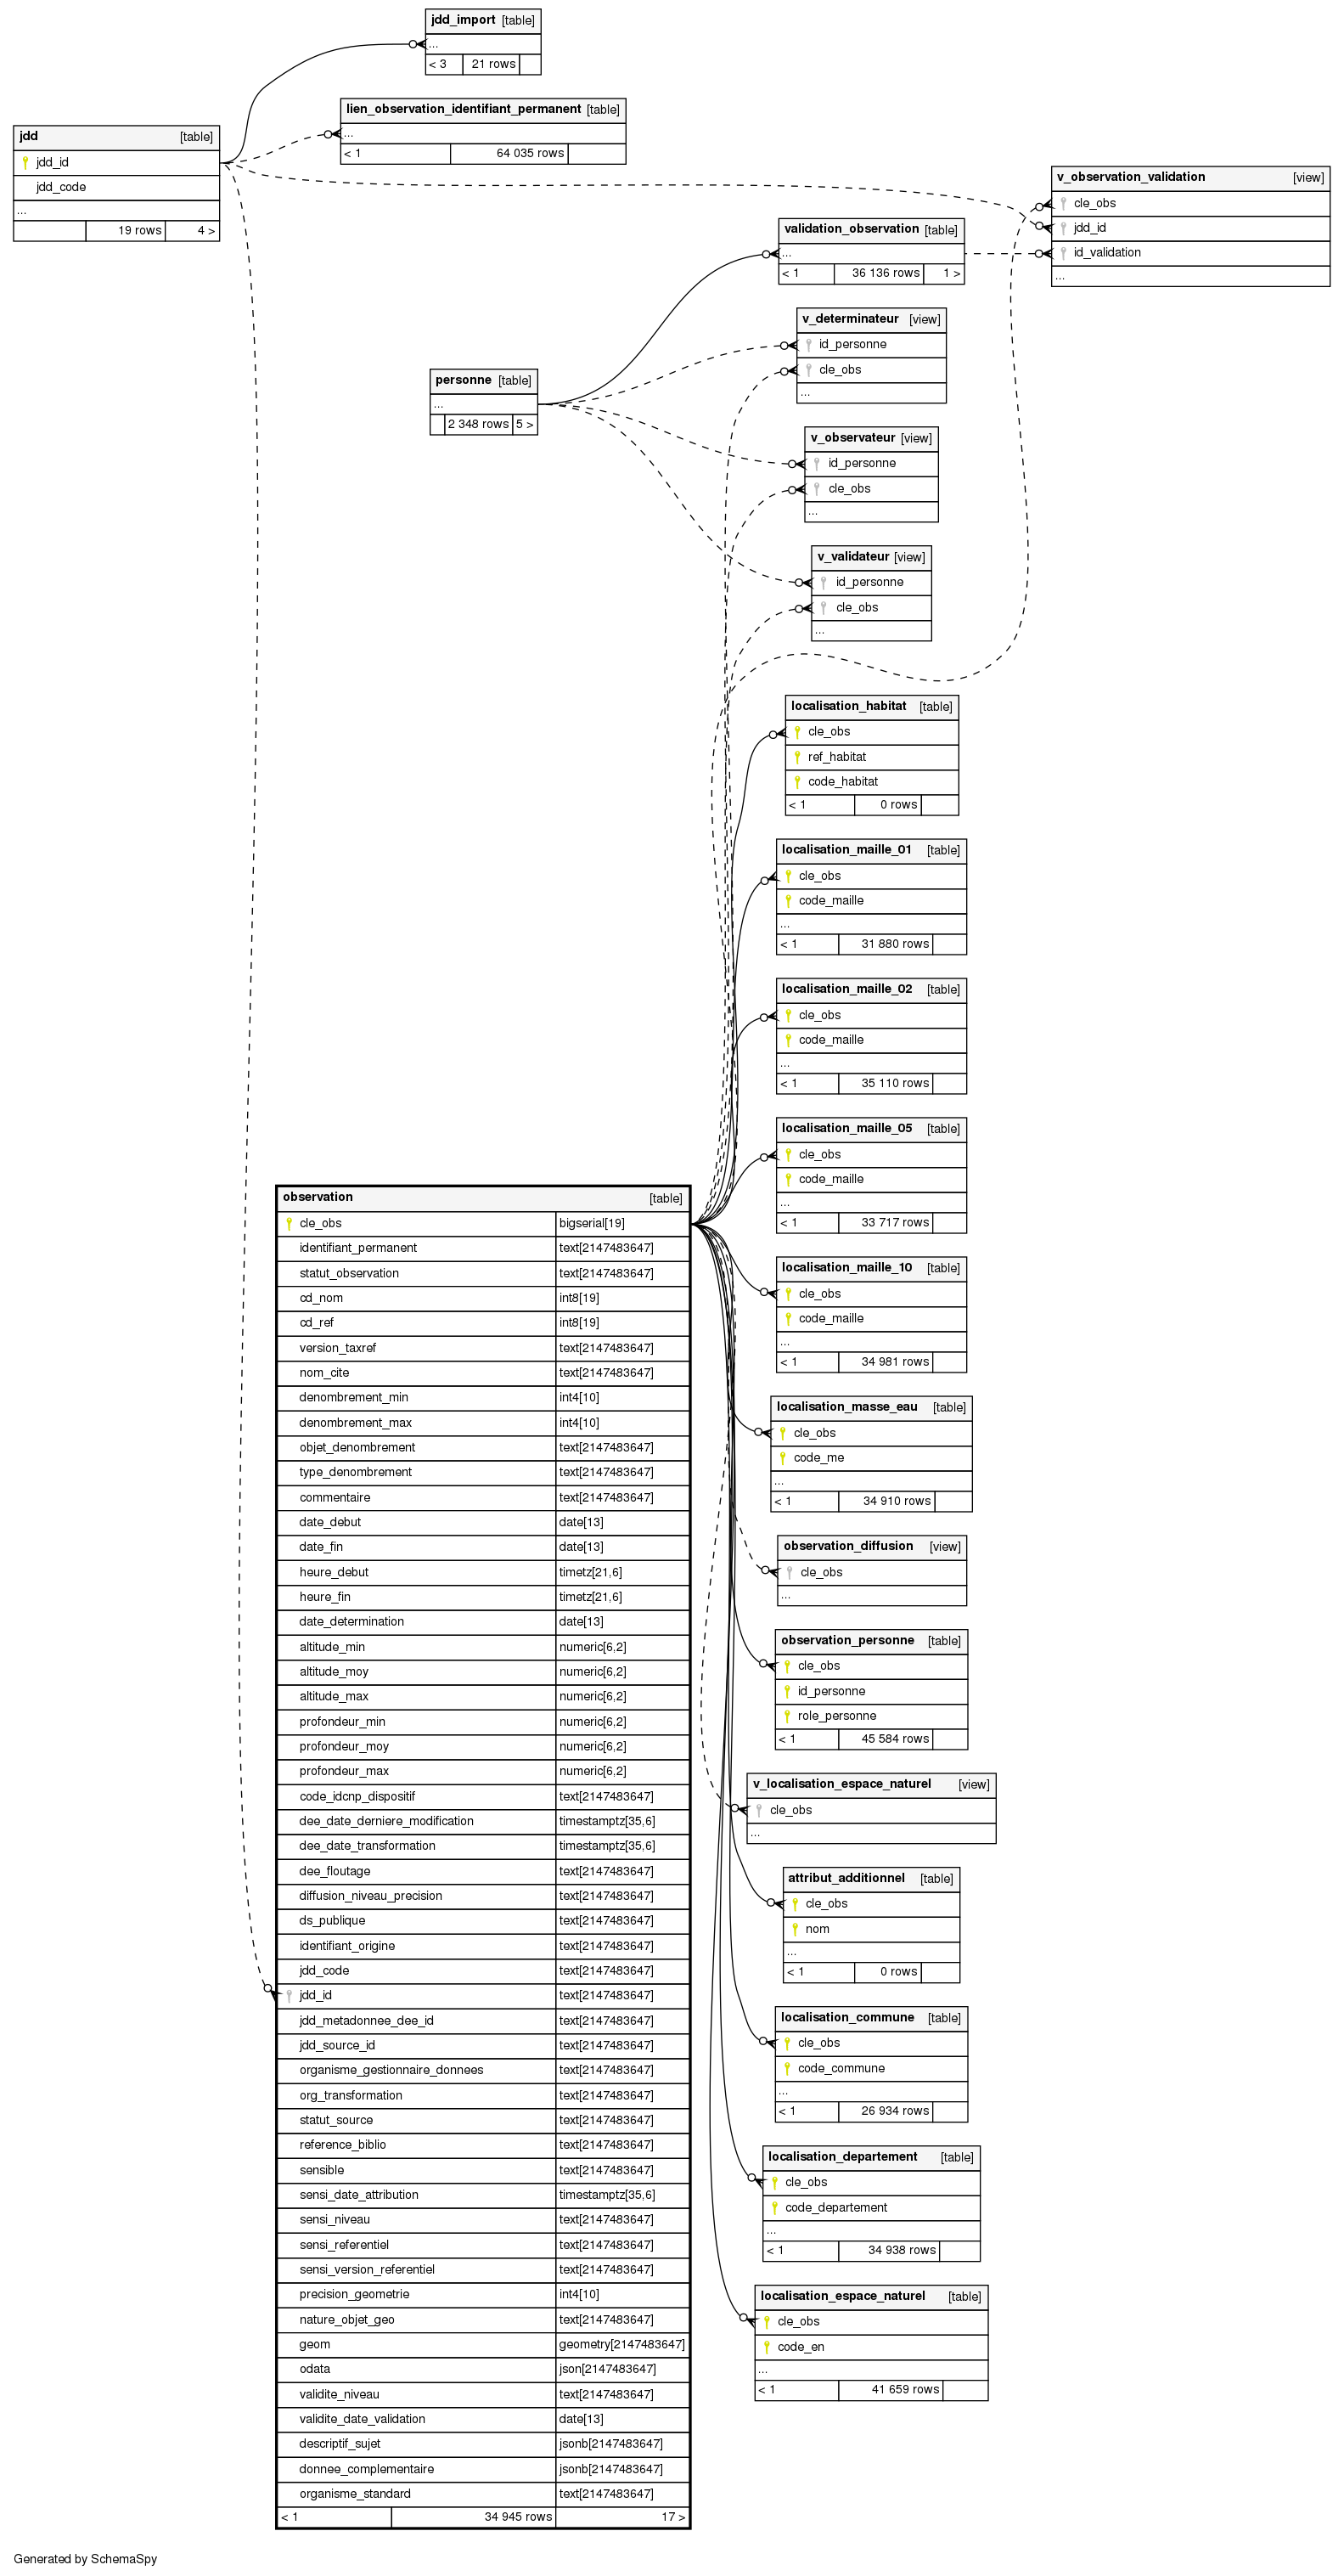 jdd_import [table]
...
< 3 21 rows
lien_observation_identifiant_permanent [table]
...
< 1 64 035 rows
jdd [table]
jdd_id
jdd_code
...
19 rows 4 >
v_observation_validation [view]
cle_obs
jdd_id
id_validation
...
validation_observation [table]
...
< 1 36 136 rows 1 >
v_determinateur [view]
id_personne
cle_obs
...
personne [table]
...
2 348 rows 5 >
v_observateur [view]
id_personne
cle_obs
...
v_validateur [view]
id_personne
cle_obs
...
localisation_habitat [table]
cle_obs
ref_habitat
code_habitat
< 1 0 rows
localisation_maille_01 [table]
cle_obs
code_maille
...
< 1 31 880 rows
localisation_maille_02 [table]
cle_obs
code_maille
...
< 1 35 110 rows
localisation_maille_05 [table]
cle_obs
code_maille
...
< 1 33 717 rows
localisation_maille_10 [table]
cle_obs
code_maille
...
< 1 34 981 rows
localisation_masse_eau [table]
cle_obs
code_me
...
< 1 34 910 rows
observation_diffusion [view]
cle_obs
...
observation_personne [table]
cle_obs
id_personne
role_personne
< 1 45 584 rows
v_localisation_espace_naturel [view]
cle_obs
...
attribut_additionnel [table]
cle_obs
nom
...
< 1 0 rows
localisation_commune [table]
cle_obs
code_commune
...
< 1 26 934 rows
localisation_departement [table]
cle_obs
code_departement
...
< 1 34 938 rows
localisation_espace_naturel [table]
cle_obs
code_en
...
< 1 41 659 rows
observation [table]
cle_obs bigserial[19]
identifiant_permanent text[2147483647]
statut_observation text[2147483647]
cd_nom int8[19]
cd_ref int8[19]
version_taxref text[2147483647]
nom_cite text[2147483647]
denombrement_min int4[10]
denombrement_max int4[10]
objet_denombrement text[2147483647]
type_denombrement text[2147483647]
commentaire text[2147483647]
date_debut date[13]
date_fin date[13]
heure_debut timetz[21,6]
heure_fin timetz[21,6]
date_determination date[13]
altitude_min numeric[6,2]
altitude_moy numeric[6,2]
altitude_max numeric[6,2]
profondeur_min numeric[6,2]
profondeur_moy numeric[6,2]
profondeur_max numeric[6,2]
code_idcnp_dispositif text[2147483647]
dee_date_derniere_modification timestamptz[35,6]
dee_date_transformation timestamptz[35,6]
dee_floutage text[2147483647]
diffusion_niveau_precision text[2147483647]
ds_publique text[2147483647]
identifiant_origine text[2147483647]
jdd_code text[2147483647]
jdd_id text[2147483647]
jdd_metadonnee_dee_id text[2147483647]
jdd_source_id text[2147483647]
organisme_gestionnaire_donnees text[2147483647]
org_transformation text[2147483647]
statut_source text[2147483647]
reference_biblio text[2147483647]
sensible text[2147483647]
sensi_date_attribution timestamptz[35,6]
sensi_niveau text[2147483647]
sensi_referentiel text[2147483647]
sensi_version_referentiel text[2147483647]
precision_geometrie int4[10]
nature_objet_geo text[2147483647]
geom geometry[2147483647]
odata json[2147483647]
validite_niveau text[2147483647]
validite_date_validation date[13]
descriptif_sujet jsonb[2147483647]
donnee_complementaire jsonb[2147483647]
organisme_standard text[2147483647]
< 1 34 945 rows 17 >
Generated by SchemaSpy